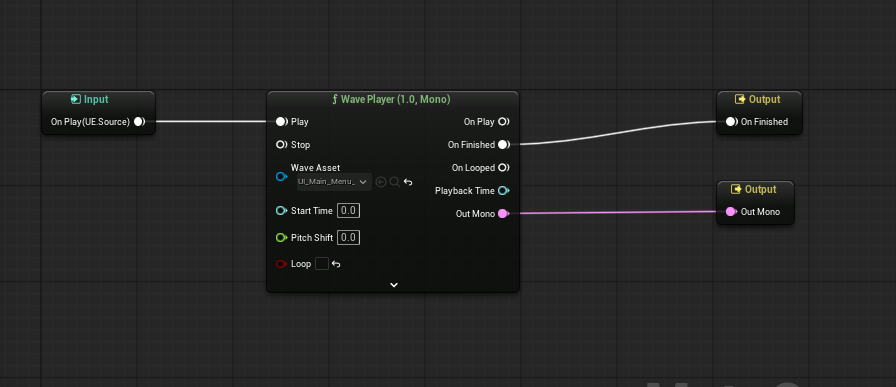 Input
On Play(UE.Source)
ƒ Wave Player (1.0, Mono)
Play
On Play
Stop
On Finished
Wave Asset
UI_Main_Menu_
On Looped
Playback Time
Start Time 0.0
Out Mono
Pitch Shift 0.0
Loop
Output
On Finished
Output
Out Mono